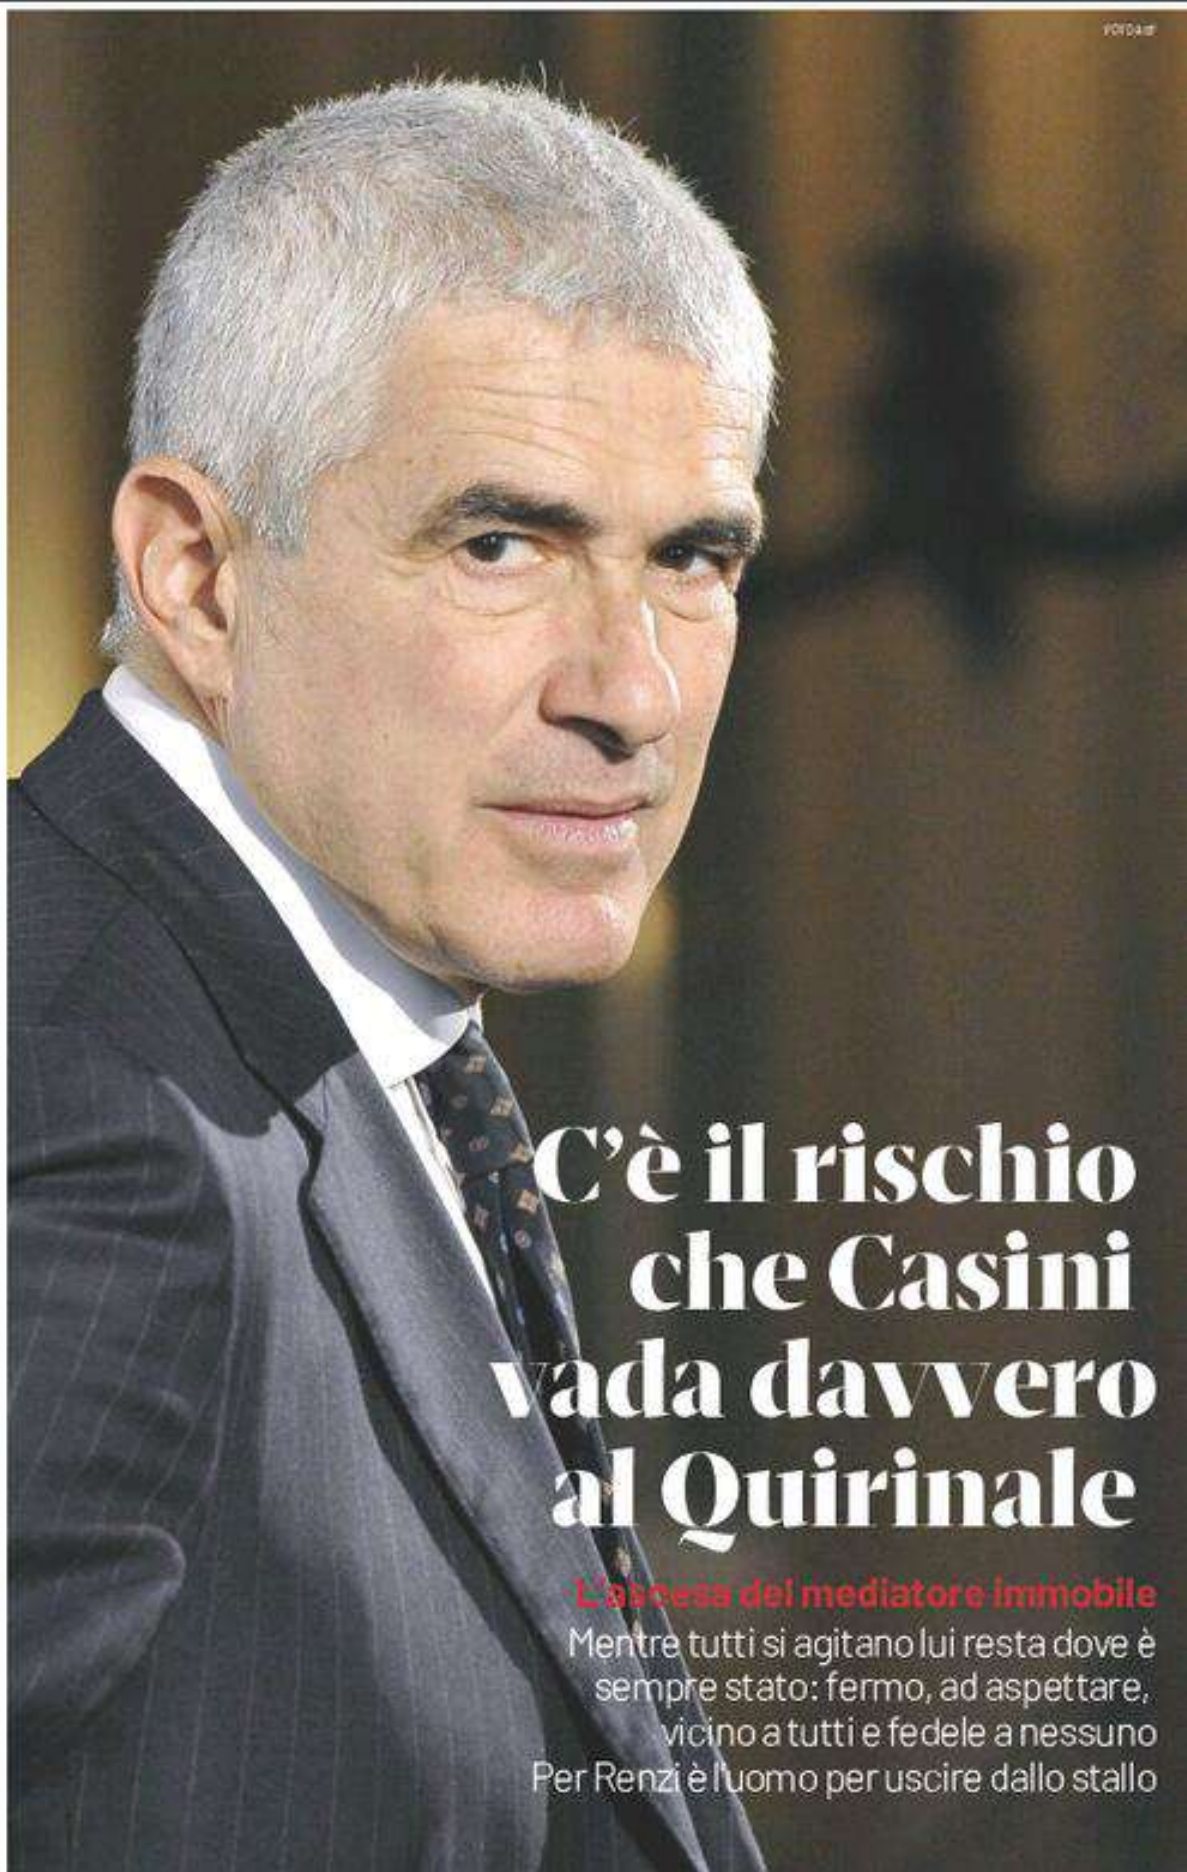 C'è il rischio
che Casini
vada davvero
al Quirinale
L'ascesa del mediatore immobile
Mentre tutti si agitano lui resta dove è
sempre stato: fermo, ad aspettare,
vicino a tutti e fedele a nessuno
Per Renzi è l'uomo per uscire dallo stallo